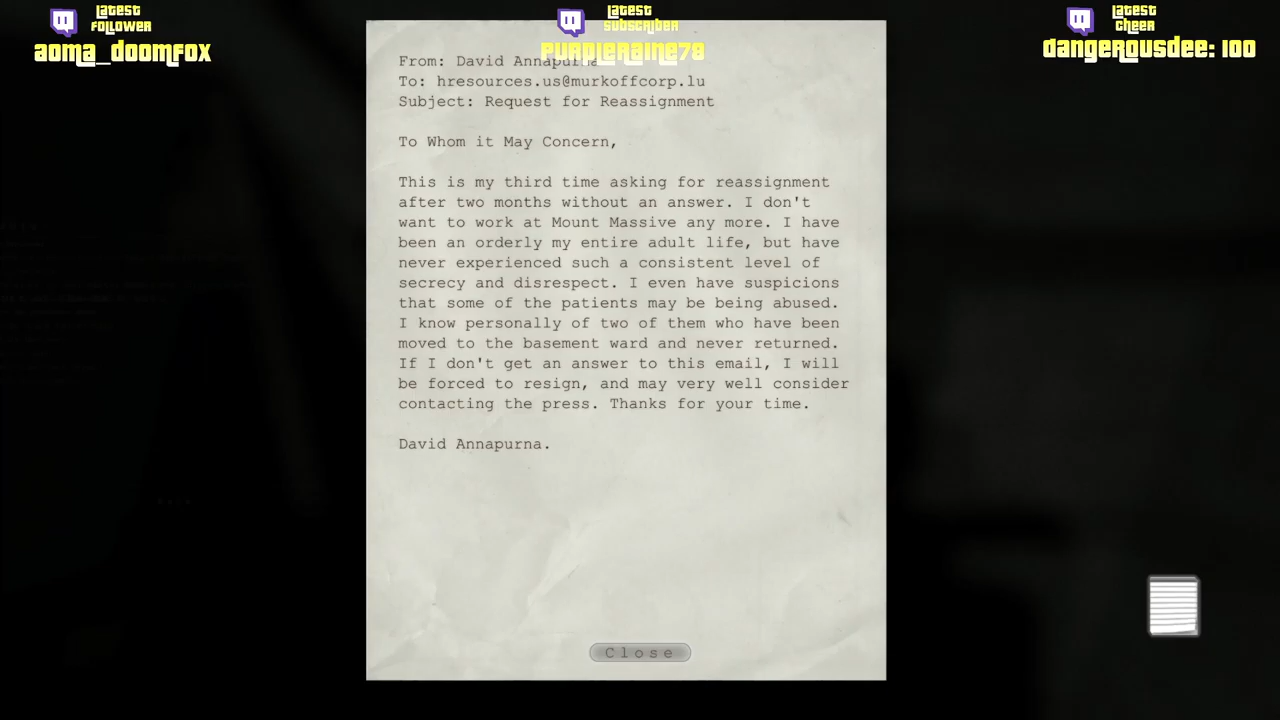 Latest
Follower
aoma_doomfox
Latest
Subscriber
PURPLERAINE78
Latest
Cheer
dangerousdee: 100
From: David Annapurna
To: hresources.us@murkoffcorp.lu
Subject: Request for Reassignment
To Whom it May Concern,
This is my third time asking for reassignment
after two months without an answer. I don't
want to work at Mount Massive any more. I have
been an orderly my entire adult life, but have
never experienced such a consistent level of
secrecy and disrespect. I even have suspicions
that some of the patients may be being abused.
I know personally of two of them who have been
moved to the basement ward and never returned.
If I don't get an answer to this email, I will
be forced to resign, and may very well consider
contacting the press. Thanks for your time.
David Annapurna.
Close